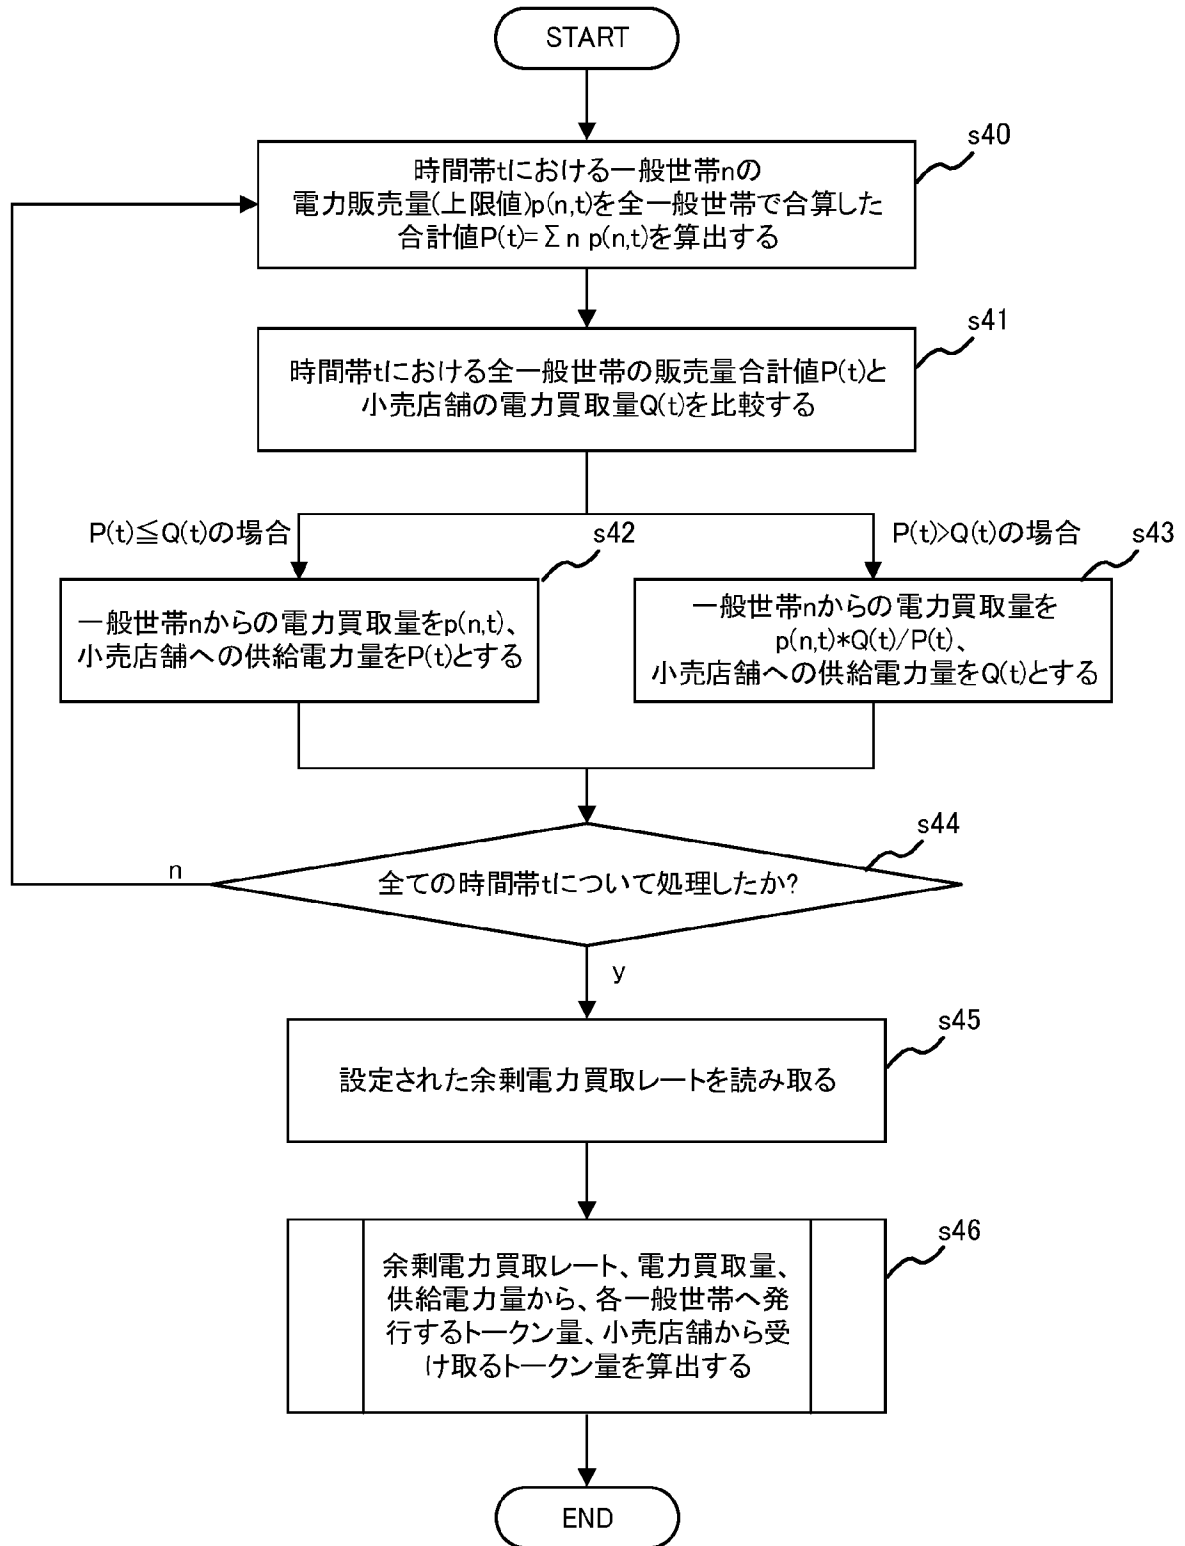 START
s40
時間帯tにおける一般世帯nの
電力販売量(上限値)p(n,t)を全一般世帯で合算した
合計値P(t)=Σn p(n,t)を算出する
s41
時間帯tにおける全一般世帯の販売量合計値P(t)と
小売店舗の電力買取量Q(t)を比較する
P(t)≦Q(t)の場合
s42
一般世帯nからの電力買取量をp(n,t)、
小売店舗への供給電力量をP(t)とする
P(t)>Q(t)の場合
s43
一般世帯nからの電力買取量を
p(n,t)*Q(t)/P(t)、
小売店舗への供給電力量をQ(t)とする
s44
全ての時間帯tについて処理したか?
n
y
s45
設定された余剰電力買取レートを読み取る
s46
余剰電力買取レート、電力買取量、
供給電力量から、各一般世帯へ発
行するトークン量、小売店舗から受
け取るトークン量を算出する
END